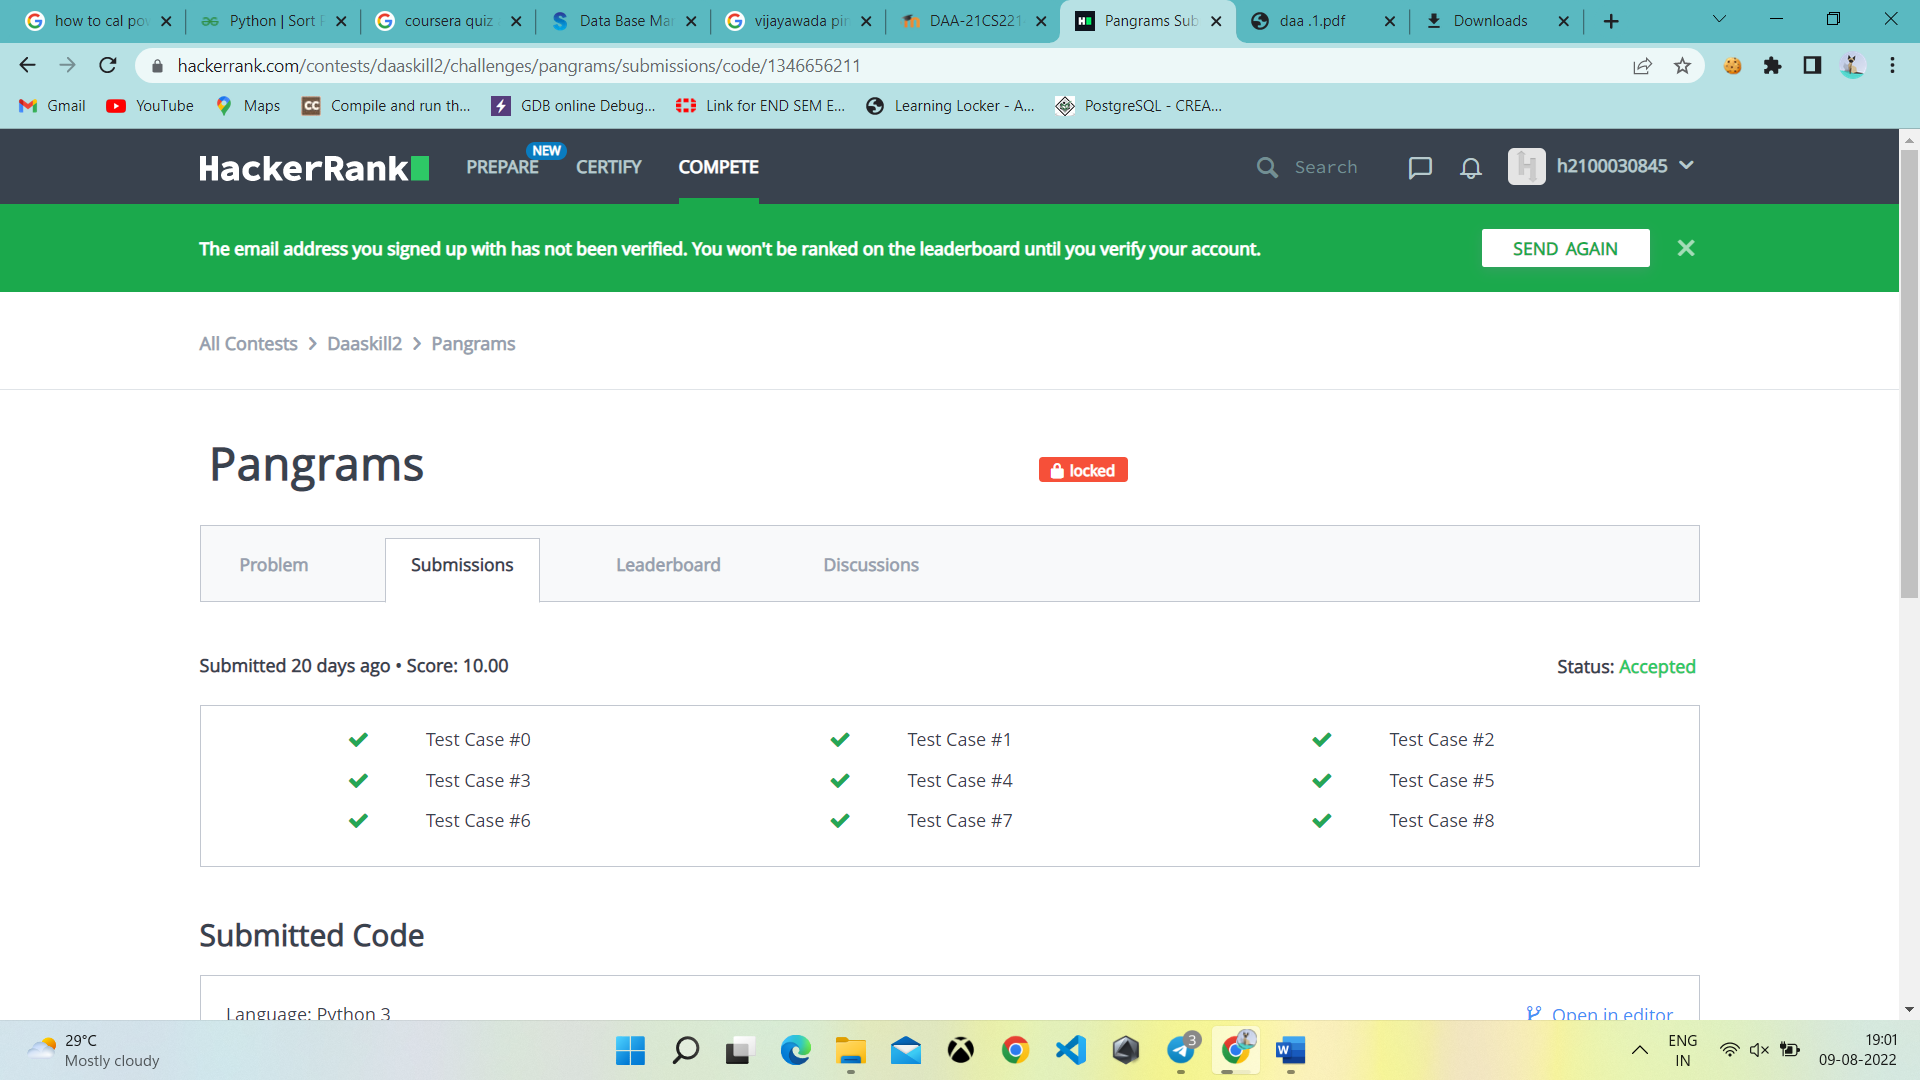 how to cal pov
Python | Sort P
coursera quiz
Data Base Mar
vijayawada pin
DAA-21CS221
Pangrams Sub
daa .1.pdf
Downloads
hackerrank.com/contests/daaskill2/challenges/pangrams/submissions/code/1346656211
Gmail
YouTube
Maps
Compile and run th...
GDB online Debug...
Link for END SEM E...
Learning Locker - A...
PostgreSQL - CREA...
HackerRank
PREPARE
NEW
CERTIFY
COMPETE
Search
h2100030845
The email address you signed up with has not been verified. You won't be ranked on the leaderboard until you verify your account.
SEND AGAIN
All Contests > Daaskill2 > Pangrams
Pangrams
locked
Problem
Submissions
Leaderboard
Discussions
Submitted 20 days ago • Score: 10.00
Status: Accepted
Test Case #0
Test Case #1
Test Case #2
Test Case #3
Test Case #4
Test Case #5
Test Case #6
Test Case #7
Test Case #8
Submitted Code
Language: Python 3
Open in editor
29°C
Mostly cloudy
3
ENG
IN
19:01
09-08-2022